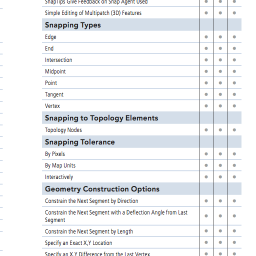 SnapTips Give Feedback on Snap Agent Used
Simple Editing of Multipatch (3D) Features
Snapping Types
Edge
End
Intersection
Midpoint
Point
Tangent
Vertex
Snapping to Topology Elements
Topology Nodes
Snapping Tolerance
By Pixels
By Map Units
Interactively
Geometry Construction Options
Constrain the Next Segment by Direction
Constrain the Next Segment with a Deflection Angle from Last
Segment
Constrain the Next Segment by Length
Specify an Exact X,Y Location
Specify an X,Y Difference from the Last Vertex